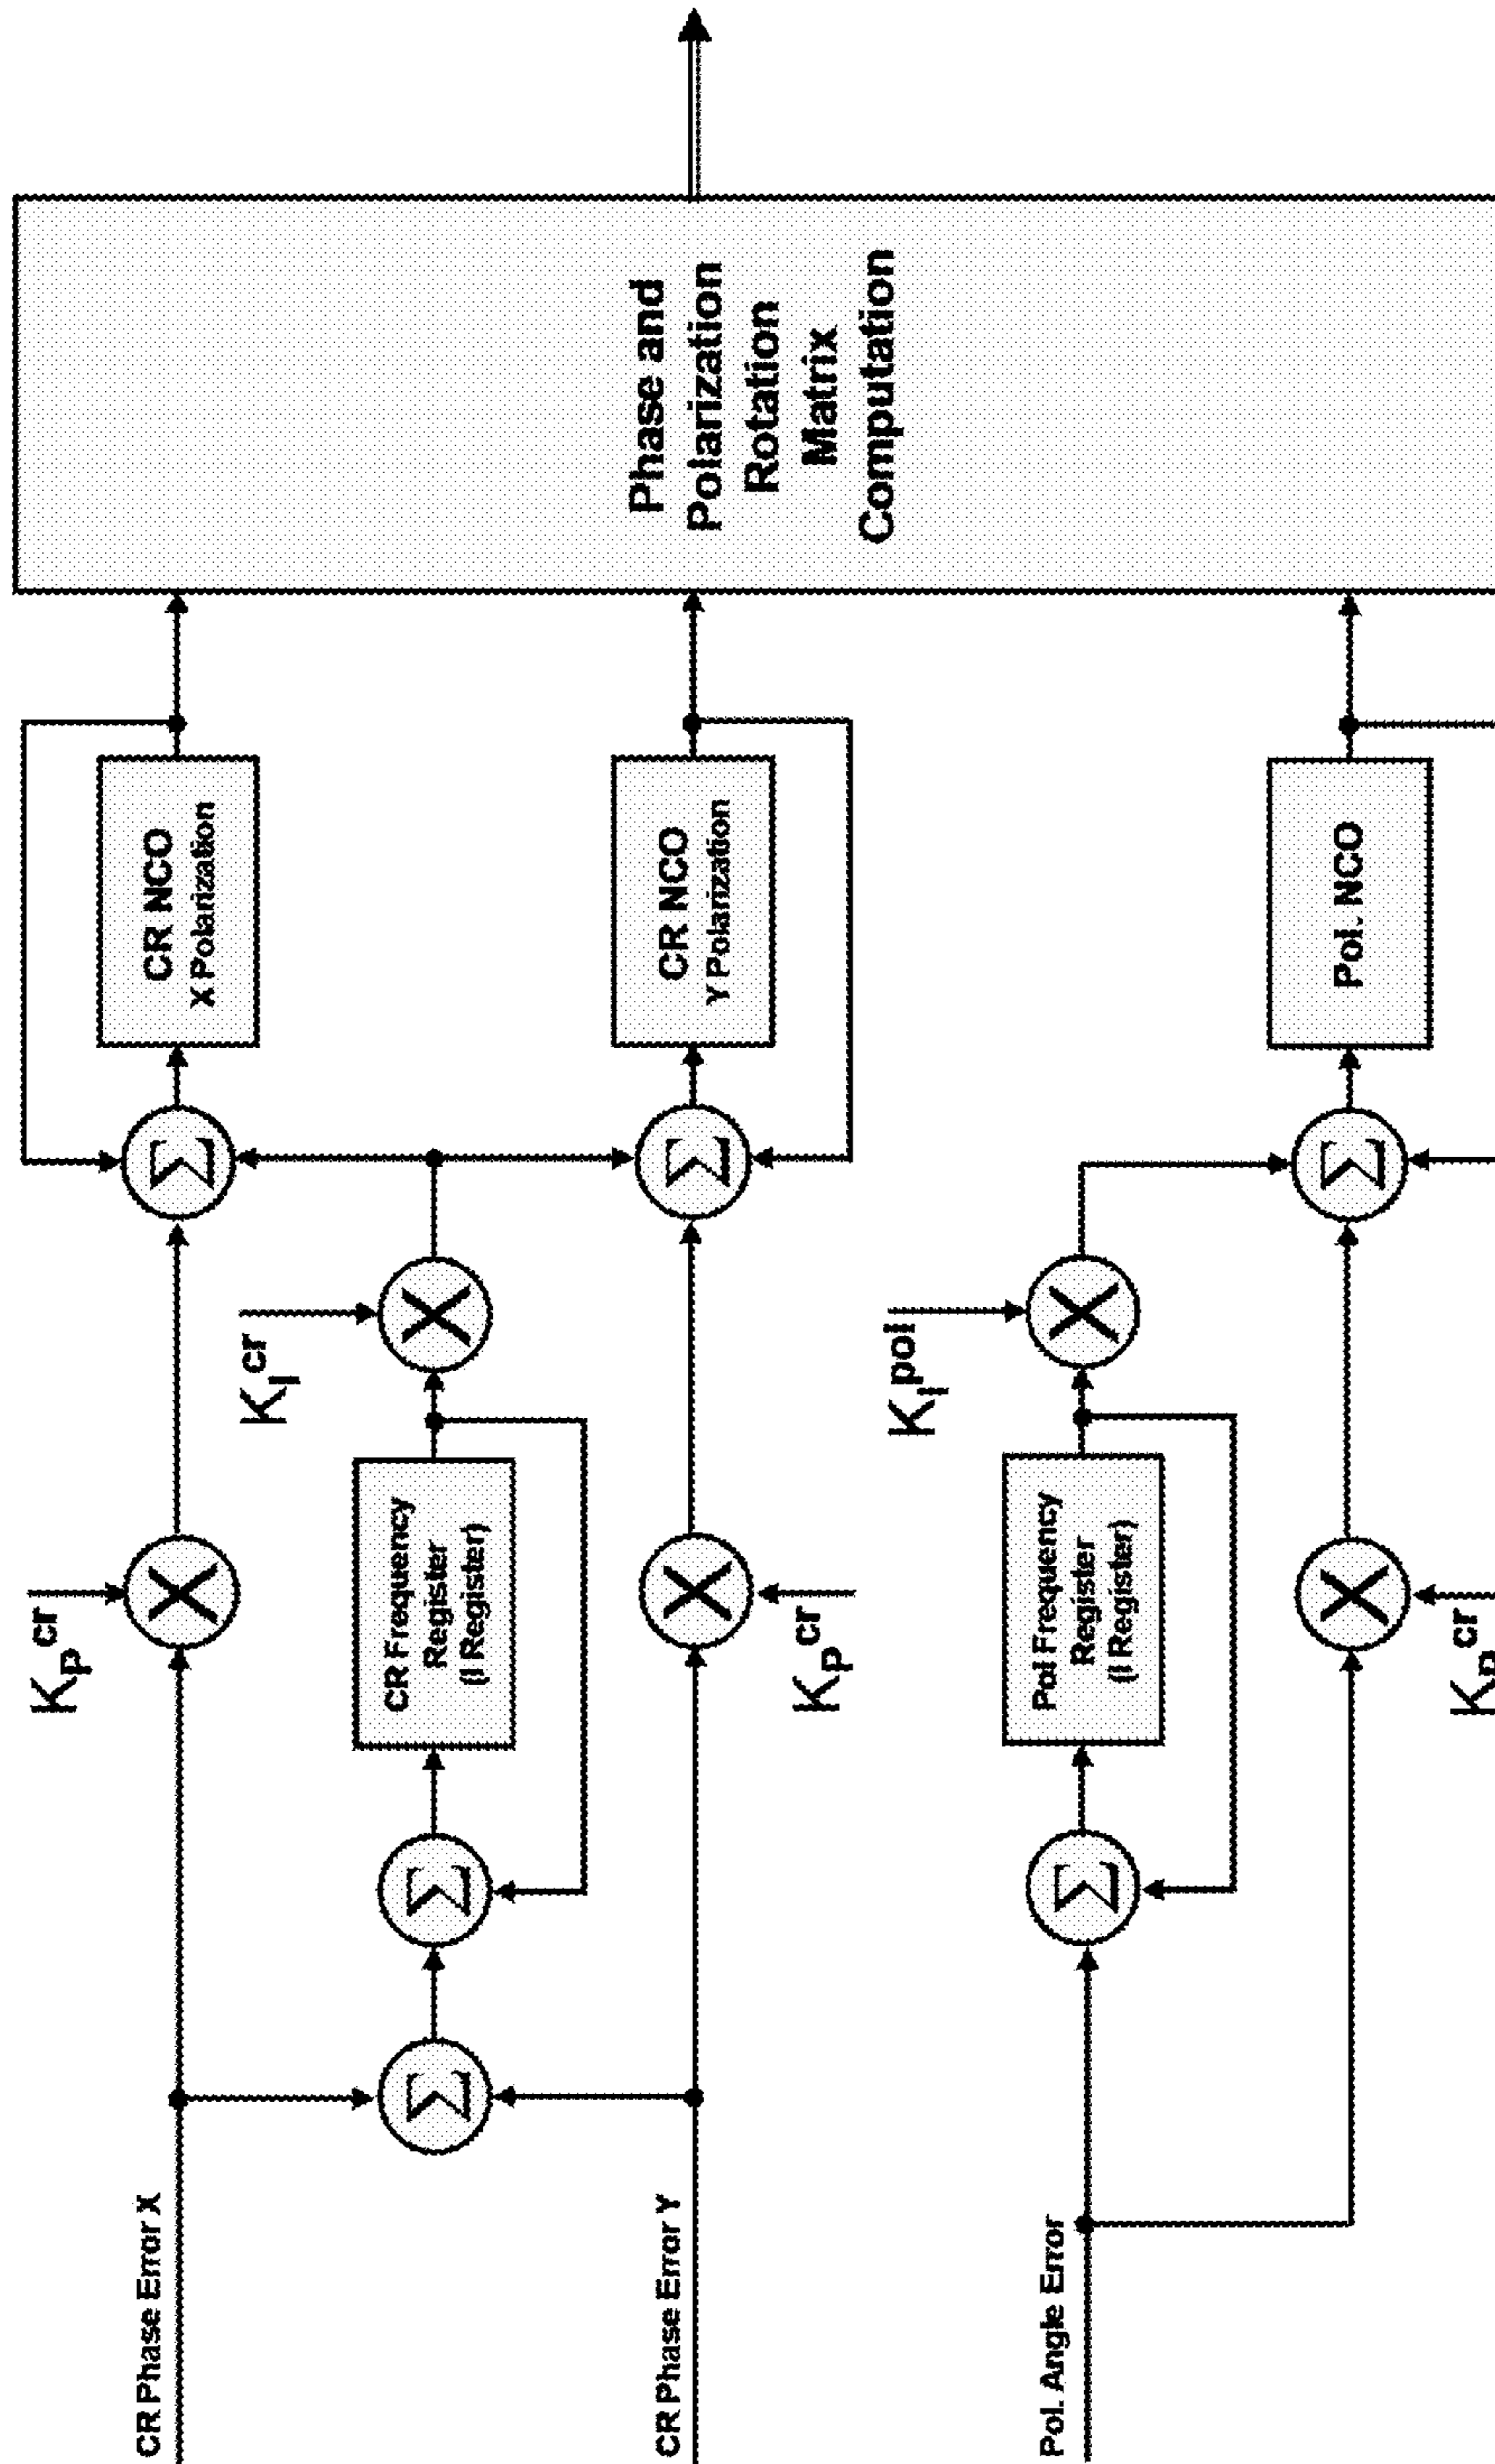 CR Phase Error X
K_P^cr
Σ
Σ
CR Frequency
Register
(I Register)
X
K_I^cr
X
Σ
CR NCO
X Polarization
CR Phase Error Y
K_P^cr
X
Σ
CR NCO
Y Polarization
Pol. Angle Error
Σ
Pol Frequency
Register
(I Register)
K_I^pol
X
K_P^cr
X
Σ
Pol. NCO
Phase and
Polarization
Rotation
Matrix
Computation